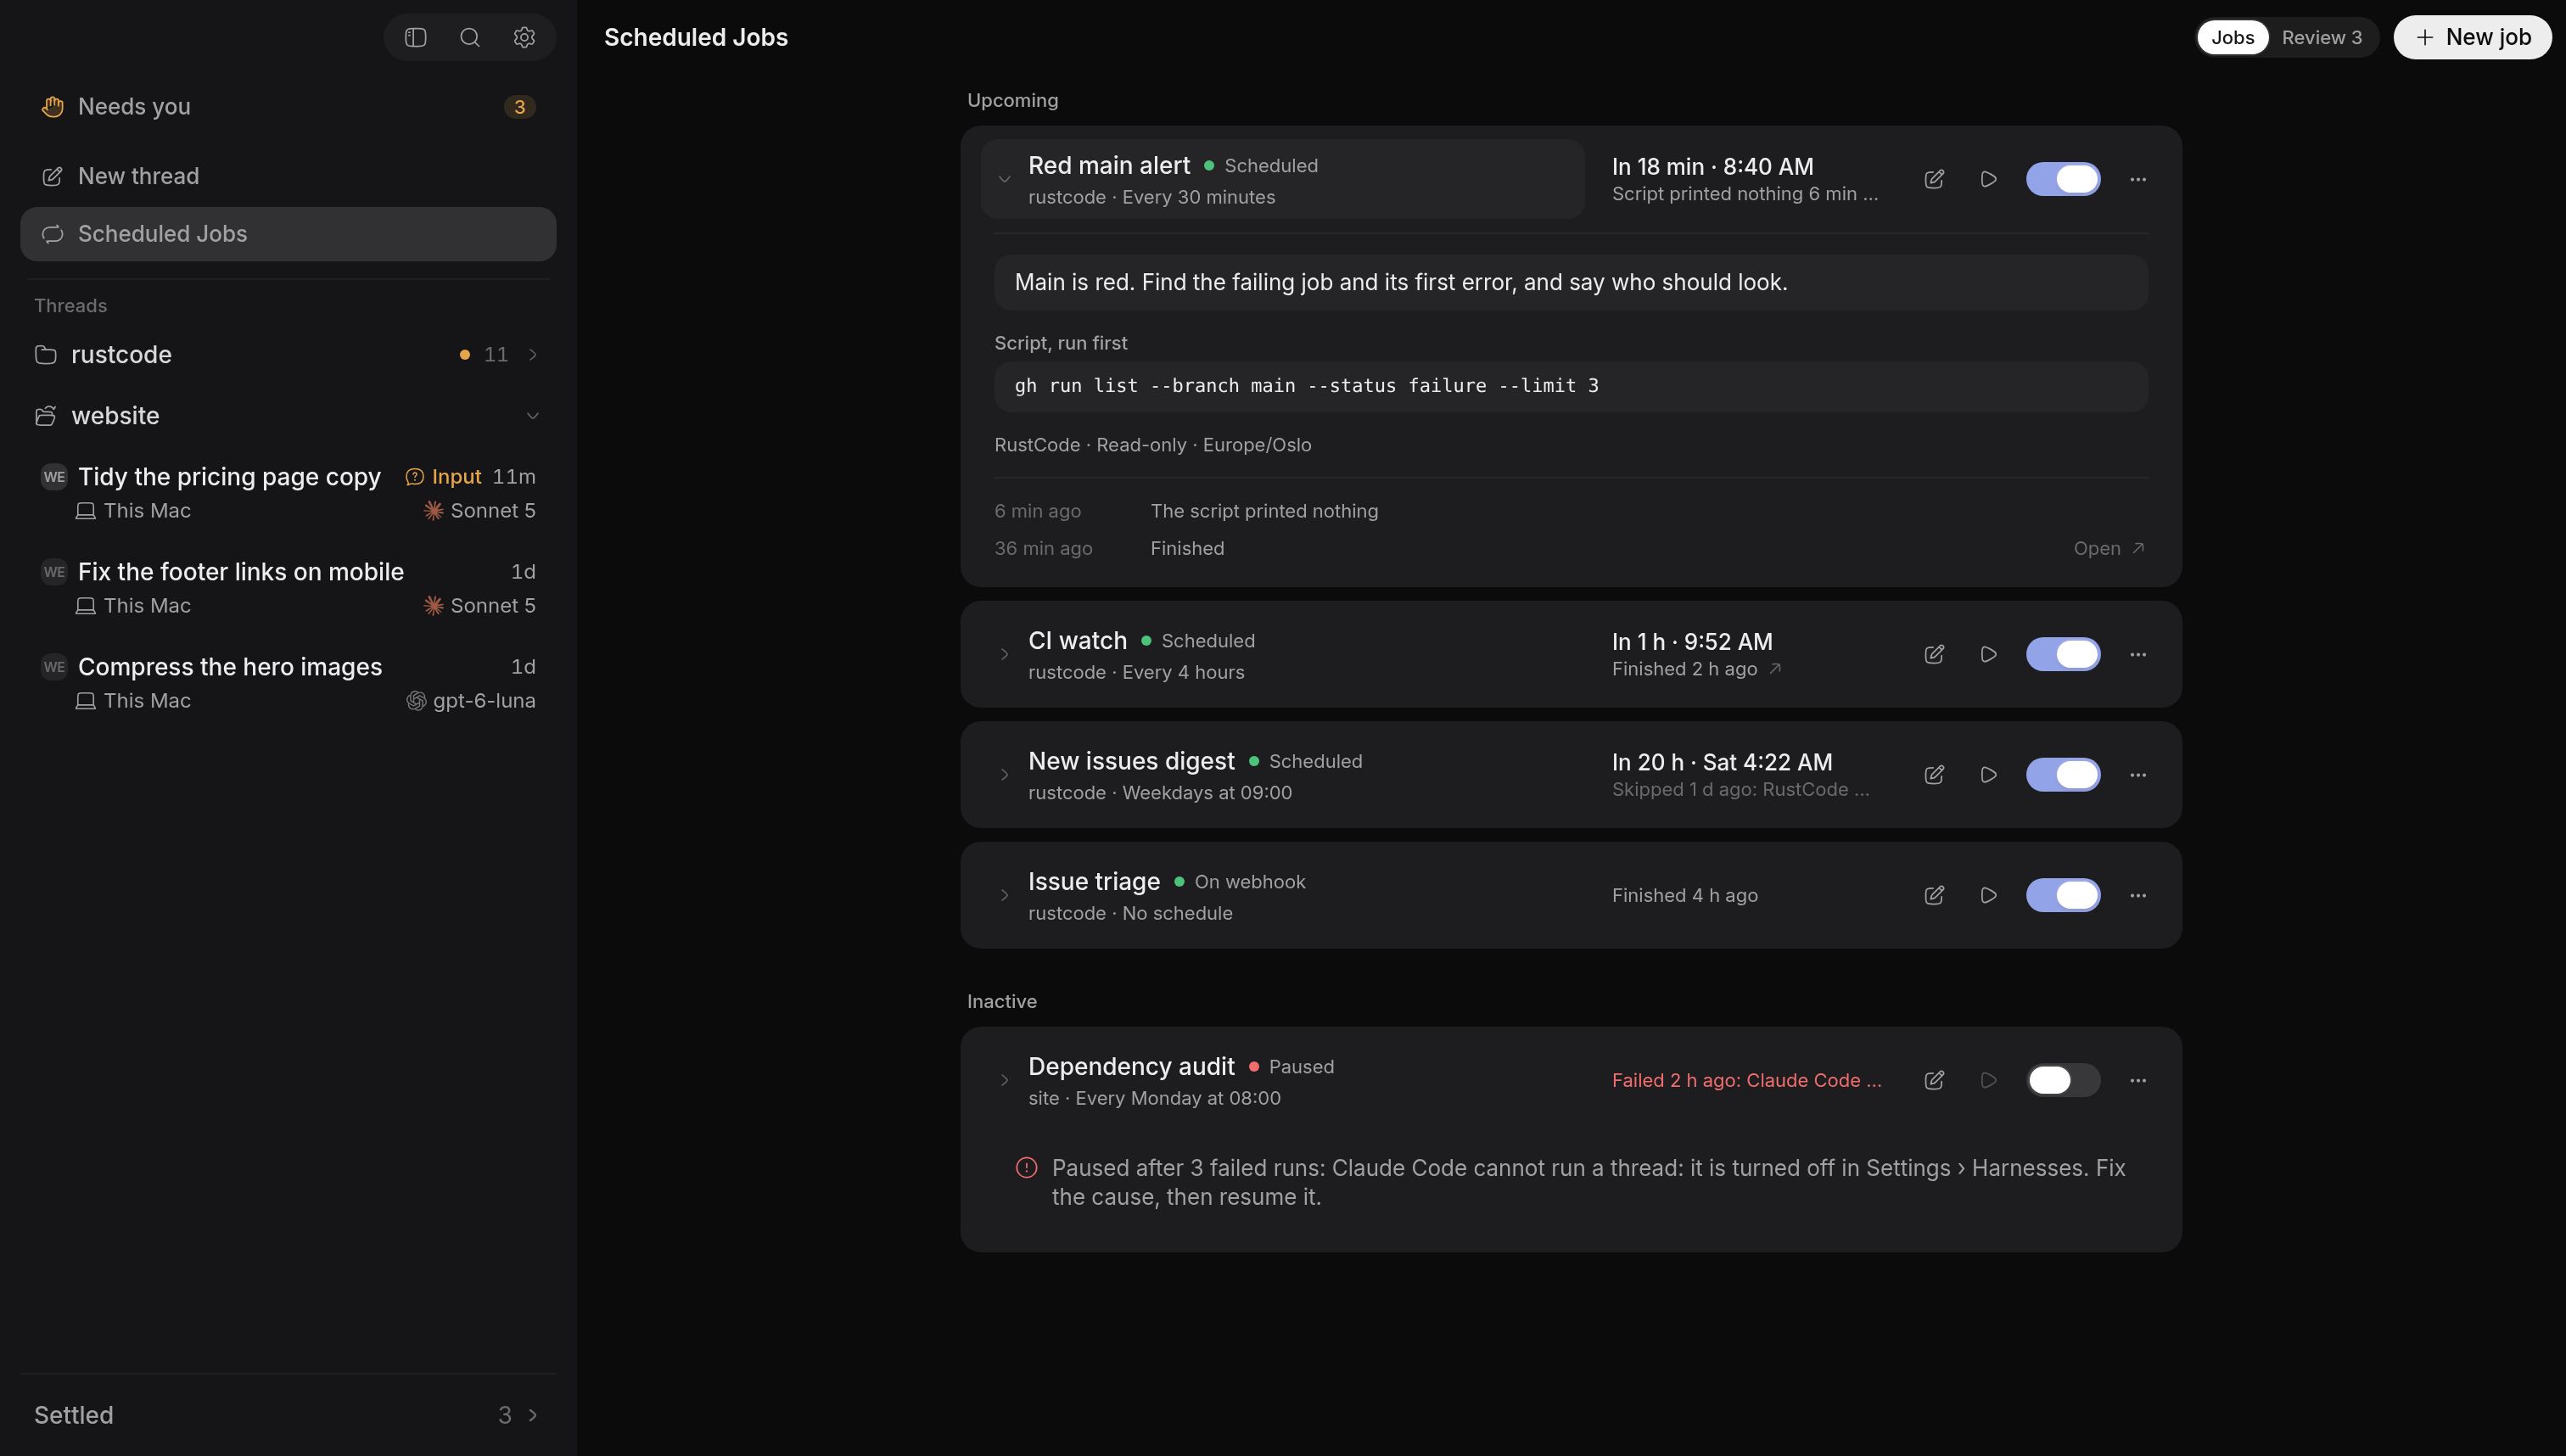 Needs you 3
New thread
Scheduled Jobs
Threads
rustcode 11
website
WE Tidy the pricing page copy Input 11m
This Mac Sonnet 5
WE Fix the footer links on mobile 1d
This Mac Sonnet 5
WE Compress the hero images 1d
This Mac gpt-6-luna
Settled 3
Scheduled Jobs
Jobs Review 3 New job
Upcoming
Red main alert Scheduled
rustcode · Every 30 minutes
In 18 min · 8:40 AM
Script printed nothing 6 min ...
Main is red. Find the failing job and its first error, and say who should look.
Script, run first
gh run list --branch main --status failure --limit 3
RustCode · Read-only · Europe/Oslo
6 min ago The script printed nothing
36 min ago Finished Open
CI watch Scheduled
rustcode · Every 4 hours
In 1 h · 9:52 AM
Finished 2 h ago
New issues digest Scheduled
rustcode · Weekdays at 09:00
In 20 h · Sat 4:22 AM
Skipped 1 d ago: RustCode ...
Issue triage On webhook
rustcode · No schedule
Finished 4 h ago
Inactive
Dependency audit Paused
site · Every Monday at 08:00
Failed 2 h ago: Claude Code ...
Paused after 3 failed runs: Claude Code cannot run a thread: it is turned off in Settings › Harnesses. Fix
the cause, then resume it.